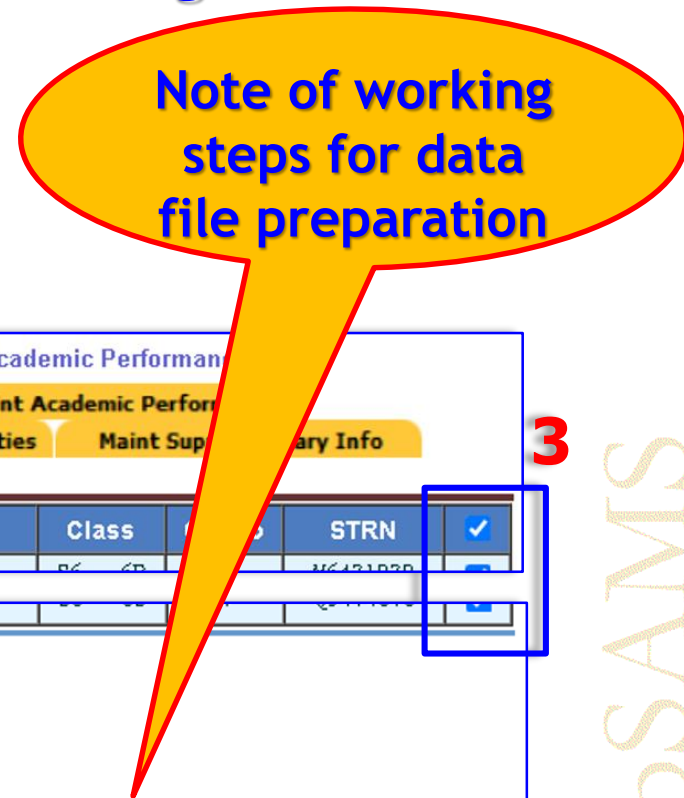 Note of working
steps for data
file preparation
cademic Performan
nt Academic Perfor
ties Maint Sup ary Info
3
Class STRN
SAMS